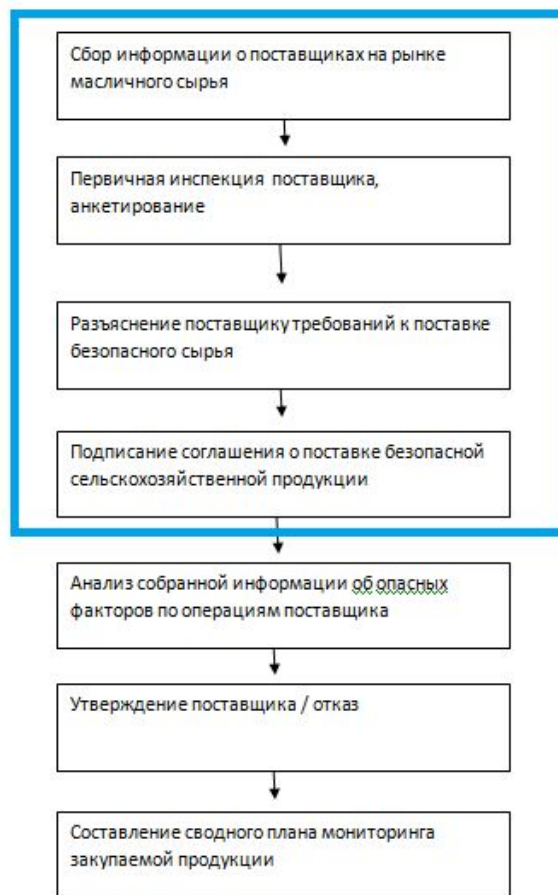 Сбор информации о поставщиках на рынке
масличного сырья
Первичная инспекция поставщика,
анкетирование
Разъяснение поставщику требований к поставке
безопасного сырья
Подписание соглашения о поставке безопасной
сельскохозяйственной продукции
Анализ собранной информации об опасных
факторов по операциям поставщика
Утверждение поставщика / отказ
Составление сводного плана мониторинга
закупаемой продукции